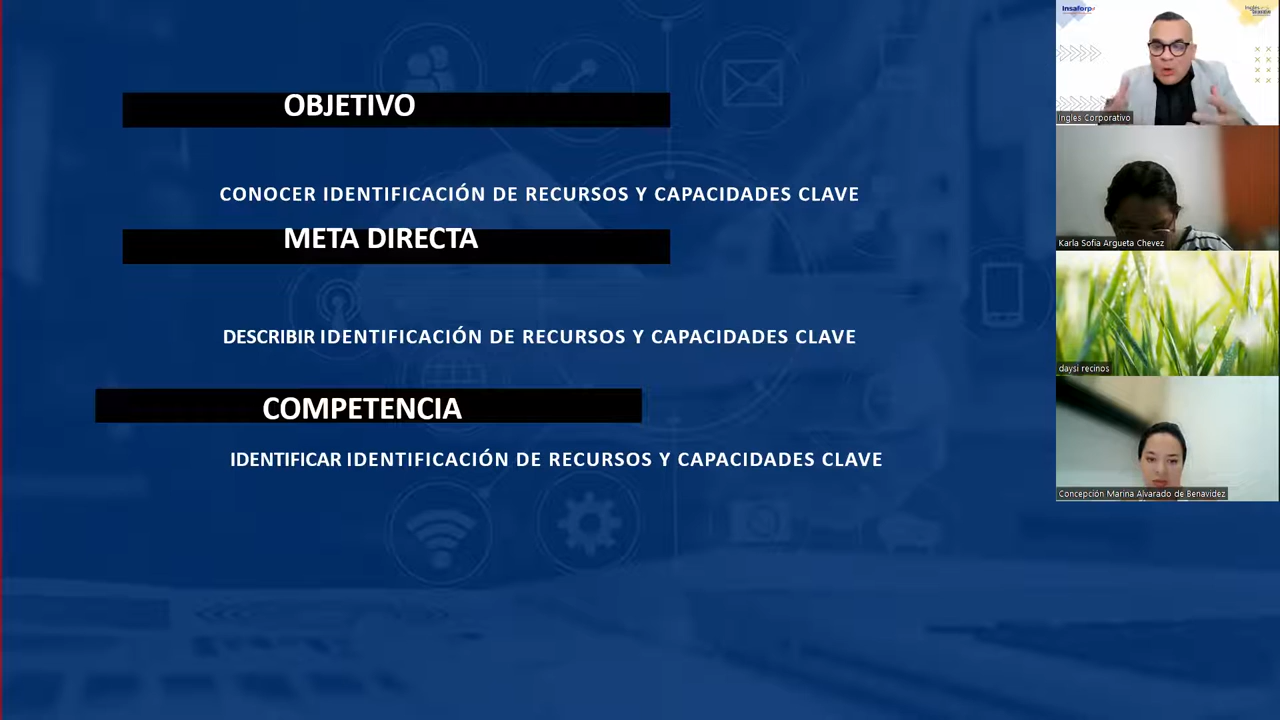 OBJETIVO
CONOCER IDENTIFICACIÓN DE RECURSOS Y CAPACIDADES CLAVE
META DIRECTA
DESCRIBIR IDENTIFICACIÓN DE RECURSOS Y CAPACIDADES CLAVE
COMPETENCIA
IDENTIFICAR IDENTIFICACIÓN DE RECURSOS Y CAPACIDADES CLAVE
Insaforp
Ingles Corporativo
Karla Sofia Argueta Chevez
daysi recinos
Concepción Marina Alvarado de Benavidez